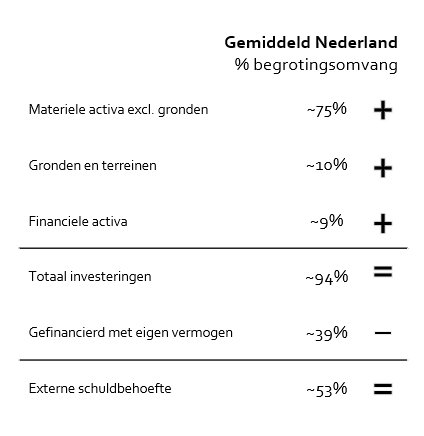 Gemiddeld Nederland
% begrotingsomvang
Materiele activa excl. gronden ~75% +
Gronden en terreinen ~10% +
Financiele activa ~9% +
Totaal investeringen ~94% =
Gefinancierd met eigen vermogen ~39% –
Externe schuldbehoefte ~53% =